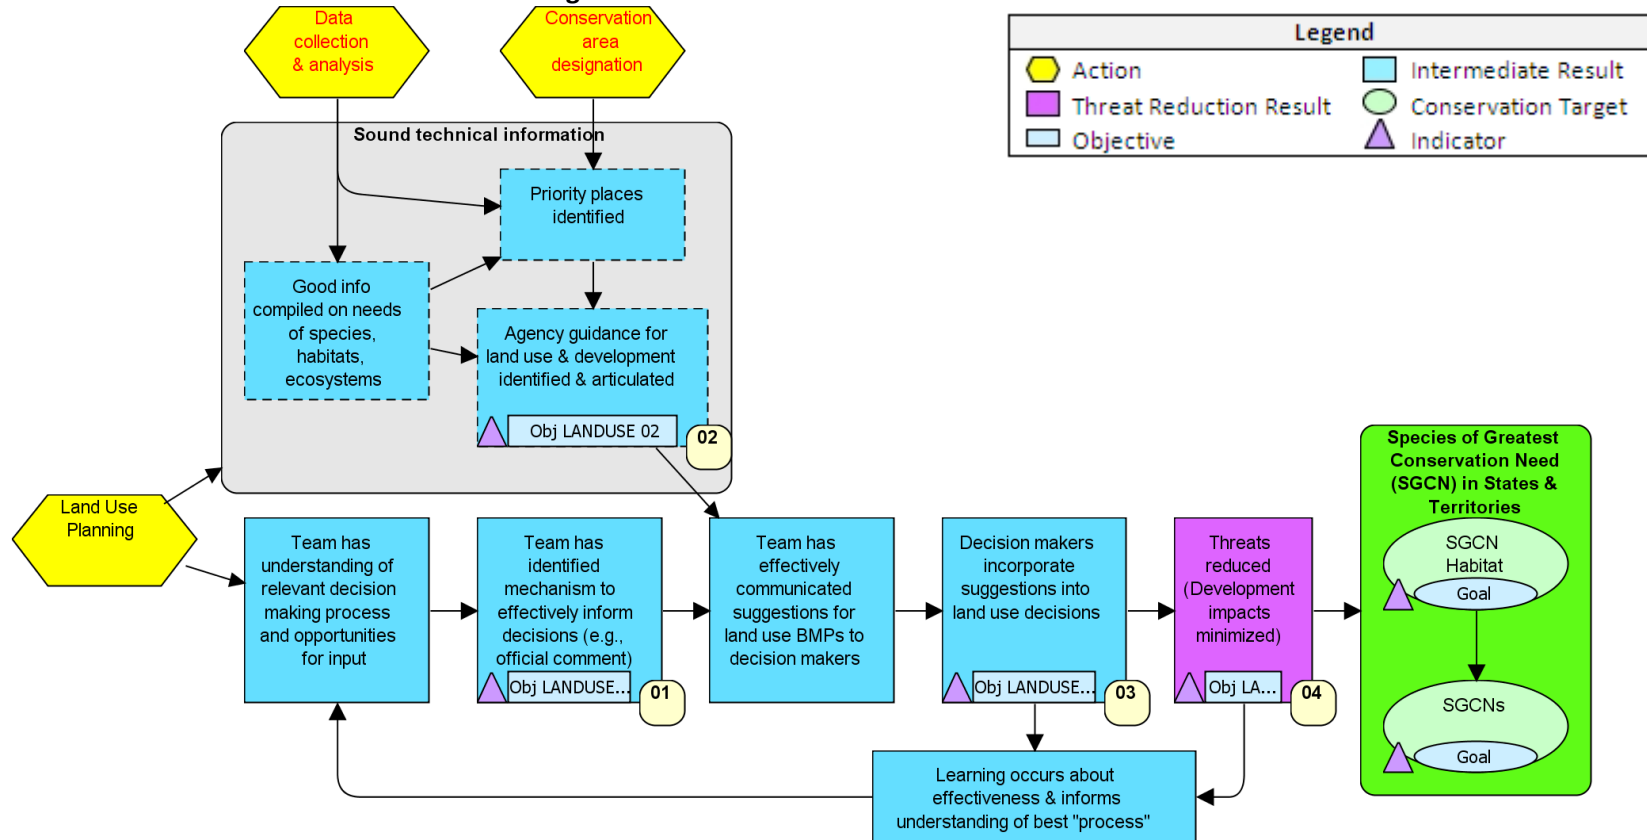 Data
collection
& analysis
Conservation
area
designation
Legend
Action
Intermediate Result
Threat Reduction Result
Conservation Target
Objective
Indicator
Sound technical information
Priority places
identified
Good info
compiled on needs
of species,
habitats,
ecosystems
Agency guidance for
land use & development
identified & articulated
Obj LANDUSE 02
02
Land Use
Planning
Team has
understanding of
relevant decision
making process
and opportunities
for input
Team has
identified
mechanism to
effectively inform
decisions (e.g.,
official comment)
Obj LANDUSE...
01
Team has
effectively
communicated
suggestions for
land use BMPs to
decision makers
Decision makers
incorporate
suggestions into
land use decisions
Obj LANDUSE...
03
Threats
reduced
(Development
impacts
minimized)
Obj LA...
04
Species of Greatest
Conservation Need
(SGCN) in States &
Territories
SGCN
Habitat
Goal
SGCNs
Goal
Learning occurs about
effectiveness & informs
understanding of best "process"